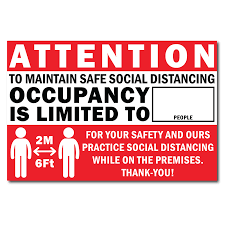 ATTENTION
TO MAINTAIN SAFE SOCIAL DISTANCING
OCCUPANCY
IS LIMITED TO
PEOPLE
2M
6Ft
FOR YOUR SAFETY AND OURS
PRACTICE SOCIAL DISTANCING
WHILE ON THE PREMISES.
THANK-YOU!